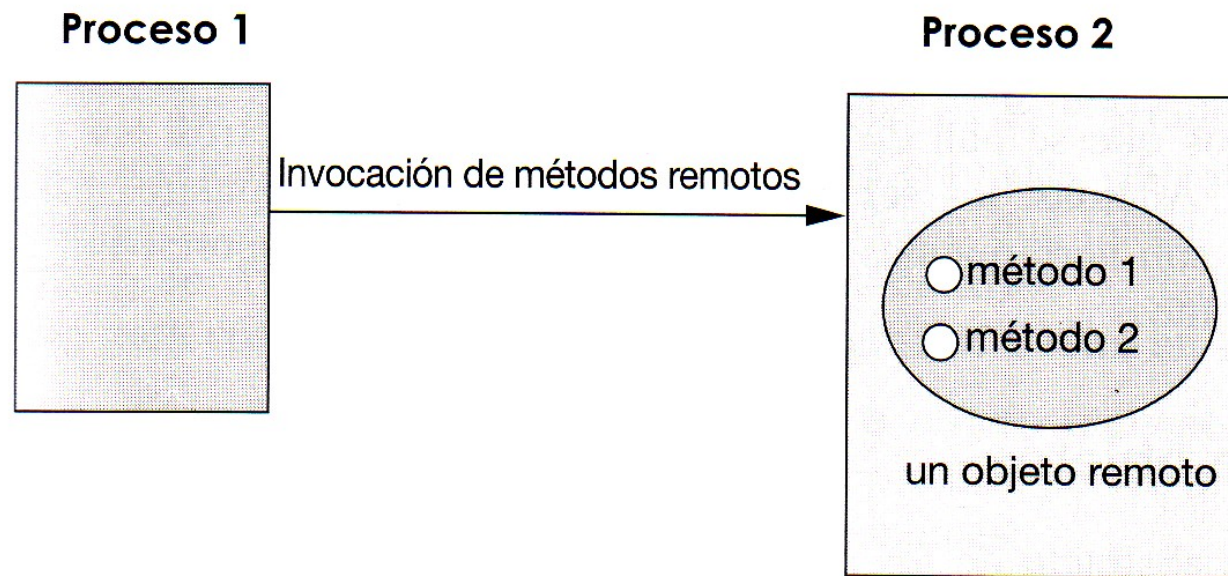 Proceso 1
Proceso 2
Invocación de métodos remotos
método 1
método 2
un objeto remoto